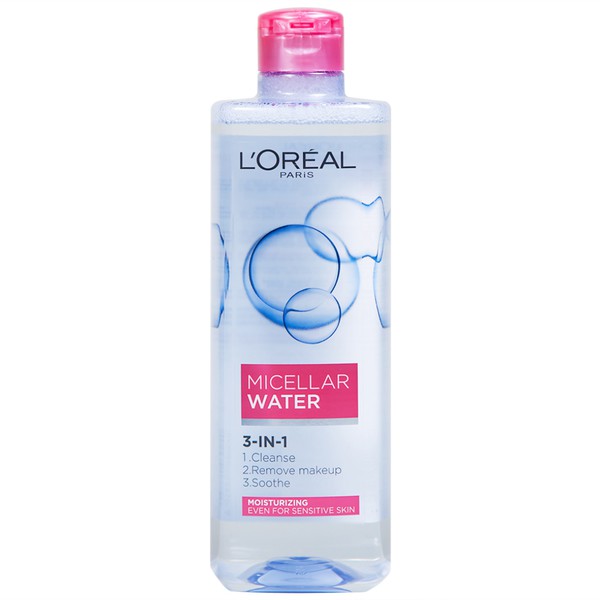 L'ORÉAL
PARiS
MICELLAR
WATER
3-IN-1
1.Cleanse
2.Remove makeup
3.Soothe
MOISTURIZING
EVEN FOR SENSITIVE SKIN